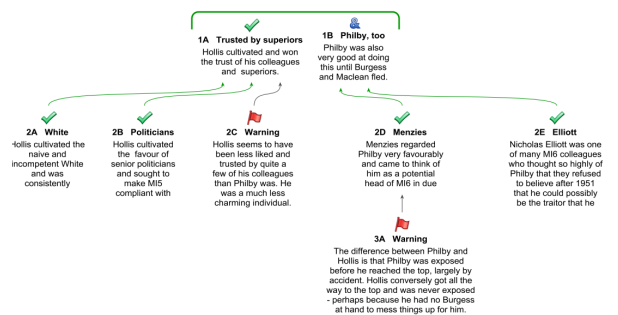 1A Trusted by superiors
Hollis cultivated and won
the trust of his colleagues
and superiors.
1B Philby, too
Philby was also
very good at doing
this until Burgess
and Maclean fled.
2A White
Hollis cultivated the
naive and
incompetent White
and was
consistently
2B Politicians
Hollis cultivated
the favour of
senior politicians
and sought to
make MI5
compliant with
2C Warning
Hollis seems to have
been less liked and
trusted by quite a
few of his colleagues
than Philby was. He
was a much less
charming individual.
2D Menzies
Menzies regarded
Philby very favourably
and came to think of
him as a potential
head of MI6 in due
2E Elliott
Nicholas Elliott was one
of many MI6 colleagues
who thought so highly of
Philby that they refused
to believe after 1951
that he could possibly
be the traitor that he
3A Warning
The difference between Philby and
Hollis is that Philby was exposed
before he reached the top, largely by
accident. Hollis conversely got all the
way to the top and was never exposed
- perhaps because he had no Burgess
at hand to mess things up for him.